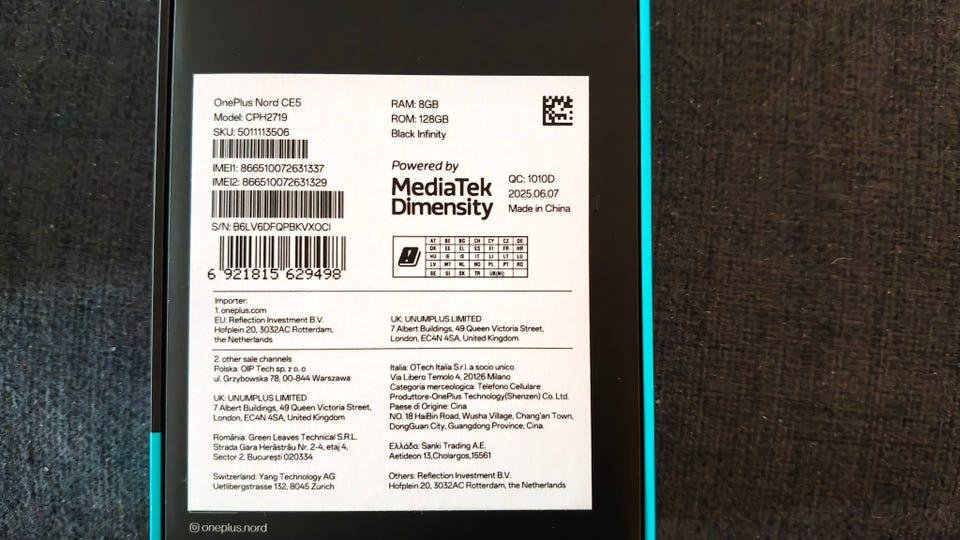 OnePlus Nord CE5
Model: CPH2719
SKU: 5011113506
IMEI1: 866510072631337
IMEI2: 866510072631329
S/N: B6LV6DFQPBKVXOCI
6 921815 629498
RAM: 8GB
ROM: 128GB
Black Infinity
Powered by
MediaTek
Dimensity
QC: 1010D
2025.06.07
Made in China
AT BE BG CH CY CZ DE
DK EE EL ES FI FR HR
HU IE IS IT LI LT LU
LV MT NL NO PL PT RO
SE SI SK TR UK(NI)
Importer:
1. oneplus.com
EU: Reflection Investment B.V.
Hofplein 20, 3032AC Rotterdam,
the Netherlands
UK: UNUMPLUS LIMITED
7 Albert Buildings, 49 Queen Victoria Street,
London, EC4N 4SA, United Kingdom
2. other sale channels
Polska: OIP Tech sp. z o. o
ul. Grzybowska 78, 00-844 Warszawa
UK: UNUMPLUS LIMITED
7 Albert Buildings, 49 Queen Victoria Street,
London, EC4N 4SA, United Kingdom
România: Green Leaves Technical S.R.L.
Strada Gara Herăstrău Nr. 2-4, etaj 4,
Sector 2, București 020334
Switzerland: Yang Technology AG
Uetlibergstrasse 132, 8045 Zurich
Italia: OTech Italia S.r.l. a socio unico
Via Libero Temolo 4, 20126 Milano
Categoria merceologica: Telefono Cellulare
Produttore-OnePlus Technology(Shenzen) Co. Ltd.
Paese di Origine: Cina
NO. 18 HaiBin Road, Wusha Village, Chang'an Town,
DongGuan City, Guangdong Province, Cina.
Ελλάδα: Sanki Trading A.E.
Aetideon 13,Cholargos,15561
Others: Reflection Investment B.V.
Hofplein 20, 3032AC Rotterdam, the Netherlands
oneplus.nord